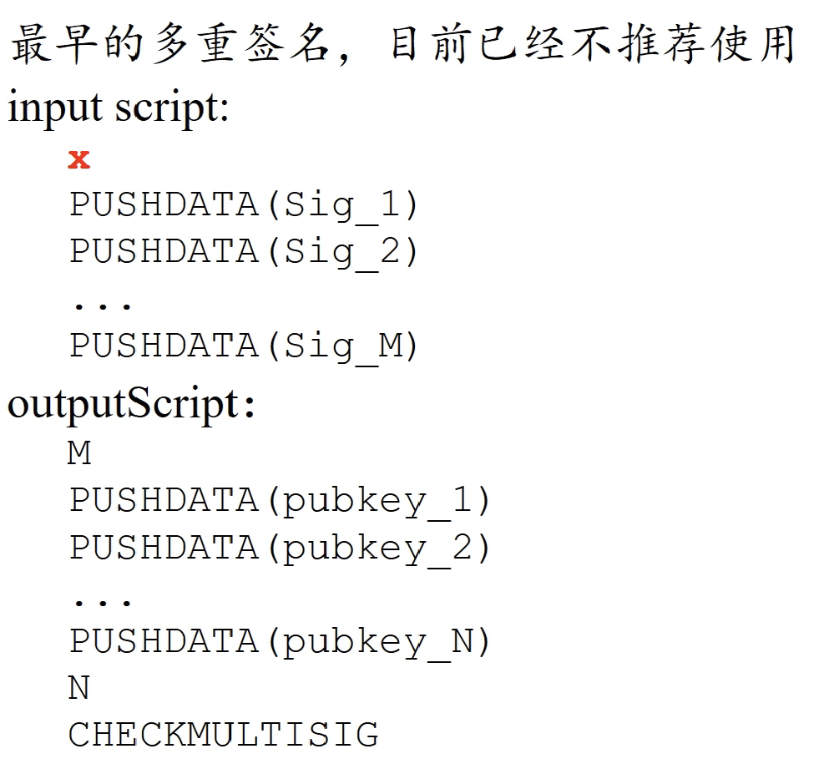 最早的多重签名，目前已经不推荐使用
input script:
x
PUSHDATA(Sig_1)
PUSHDATA(Sig_2)
...
PUSHDATA(Sig_M)
outputScript:
M
PUSHDATA(pubkey_1)
PUSHDATA(pubkey_2)
...
PUSHDATA(pubkey_N)
N
CHECKMULTISIG